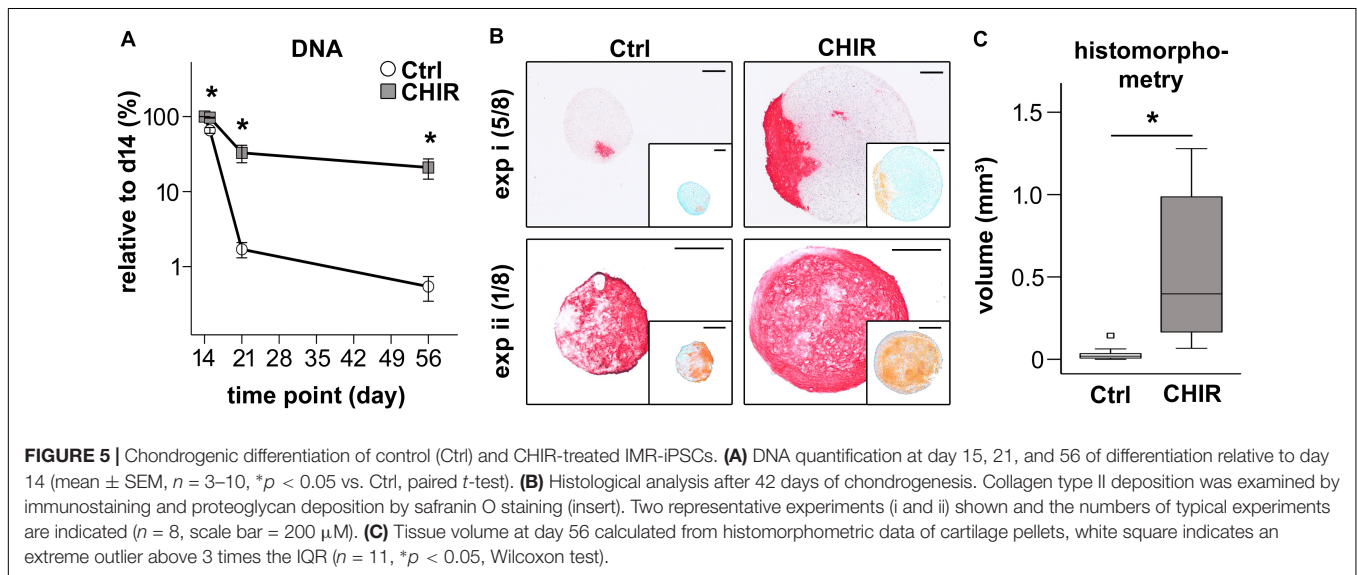 A
DNA
Ctrl
CHIR
relative to d14 (%)
100
10
1
*
*
*
14 21 28 35 42 49 56
time point (day)
B
Ctrl CHIR
exp i (5/8)
exp ii (1/8)
C
histomorpho-
metry
volume (mm³)
1.5
1.0
0.5
0
*
Ctrl CHIR
FIGURE 5 | Chondrogenic differentiation of control (Ctrl) and CHIR-treated IMR-iPSCs. (A) DNA quantification at day 15, 21, and 56 of differentiation relative to day
14 (mean ± SEM, n = 3–10, *p < 0.05 vs. Ctrl, paired t-test). (B) Histological analysis after 42 days of chondrogenesis. Collagen type II deposition was examined by
immunostaining and proteoglycan deposition by safranin O staining (insert). Two representative experiments (i and ii) shown and the numbers of typical experiments
are indicated (n = 8, scale bar = 200 μM). (C) Tissue volume at day 56 calculated from histomorphometric data of cartilage pellets, white square indicates an
extreme outlier above 3 times the IQR (n = 11, *p < 0.05, Wilcoxon test).